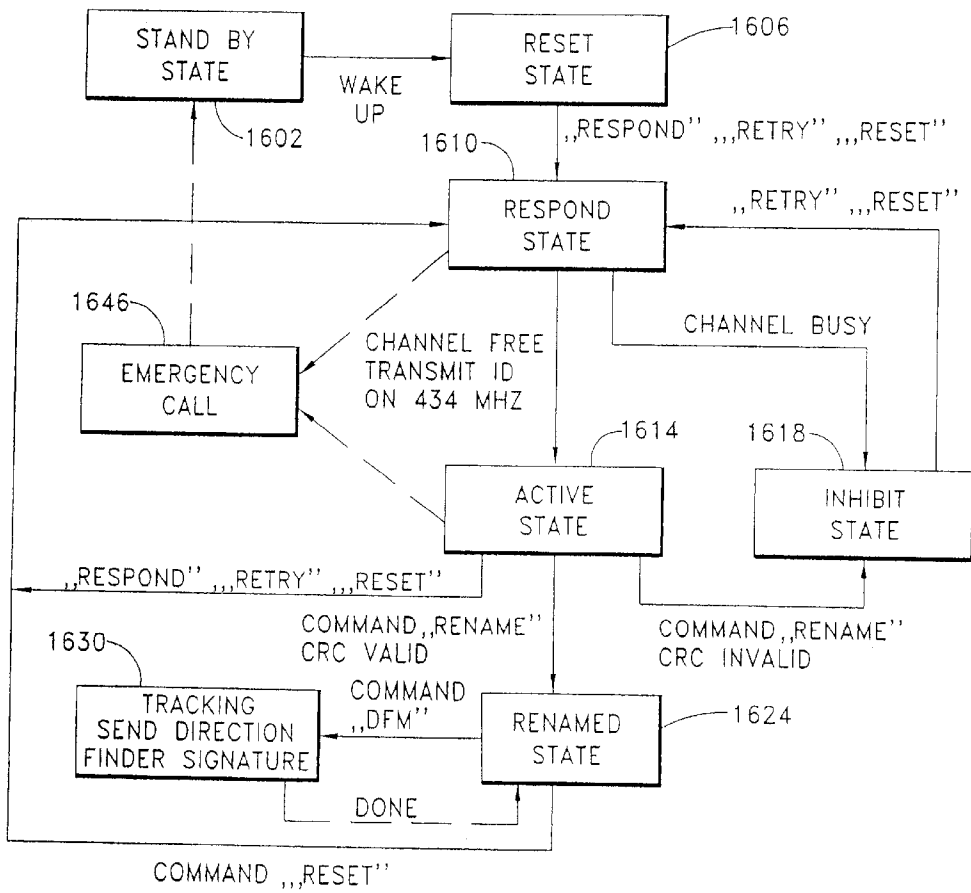 STAND BY
STATE
1602
WAKE
UP
RESET
STATE
1606
„RESPOND” „,RETRY” „,RESET”
1610
RESPOND
STATE
„RETRY” „,RESET”
1646
EMERGENCY
CALL
CHANNEL FREE
TRANSMIT ID
ON 434 MHZ
CHANNEL BUSY
1614
ACTIVE
STATE
1618
INHIBIT
STATE
„RESPOND” „,RETRY” „,RESET”
COMMAND„RENAME”
CRC VALID
COMMAND„RENAME”
CRC INVALID
1630
TRACKING
SEND DIRECTION
FINDER SIGNATURE
COMMAND
„DFM”
RENAMED
STATE
1624
DONE
COMMAND „,RESET”